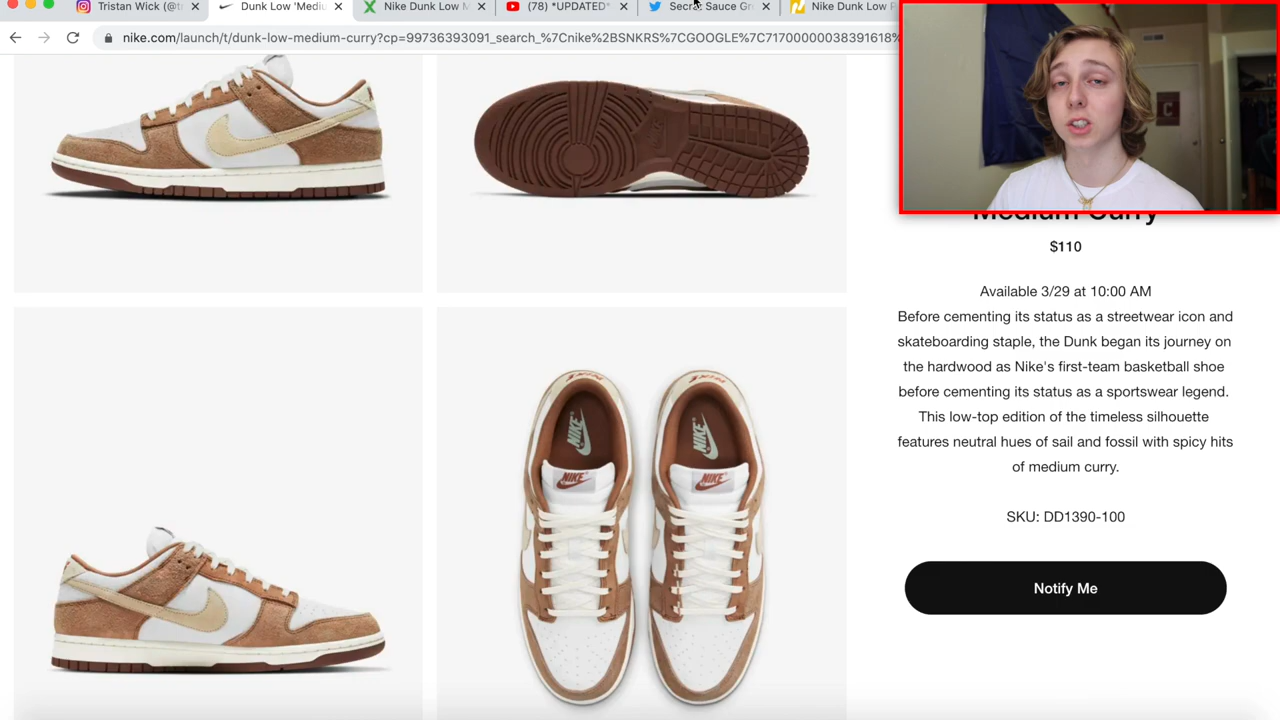 Tristan Wick (@tr
Dunk Low 'Mediu
Nike Dunk Low M
(78) *UPDATED*
Secret Sauce Gr
Nike Dunk Low P
nike.com/launch/t/dunk-low-medium-curry?cp=99736393091_search_%7Cnike%2BSNKRS%7CGOOGLE%7C71700000038391618%
Medium Curry
$110
Available 3/29 at 10:00 AM
Before cementing its status as a streetwear icon and
skateboarding staple, the Dunk began its journey on
the hardwood as Nike's first-team basketball shoe
before cementing its status as a sportswear legend.
This low-top edition of the timeless silhouette
features neutral hues of sail and fossil with spicy hits
of medium curry.
SKU: DD1390-100
Notify Me
NIKE
NIKE
NIKE
NIKE